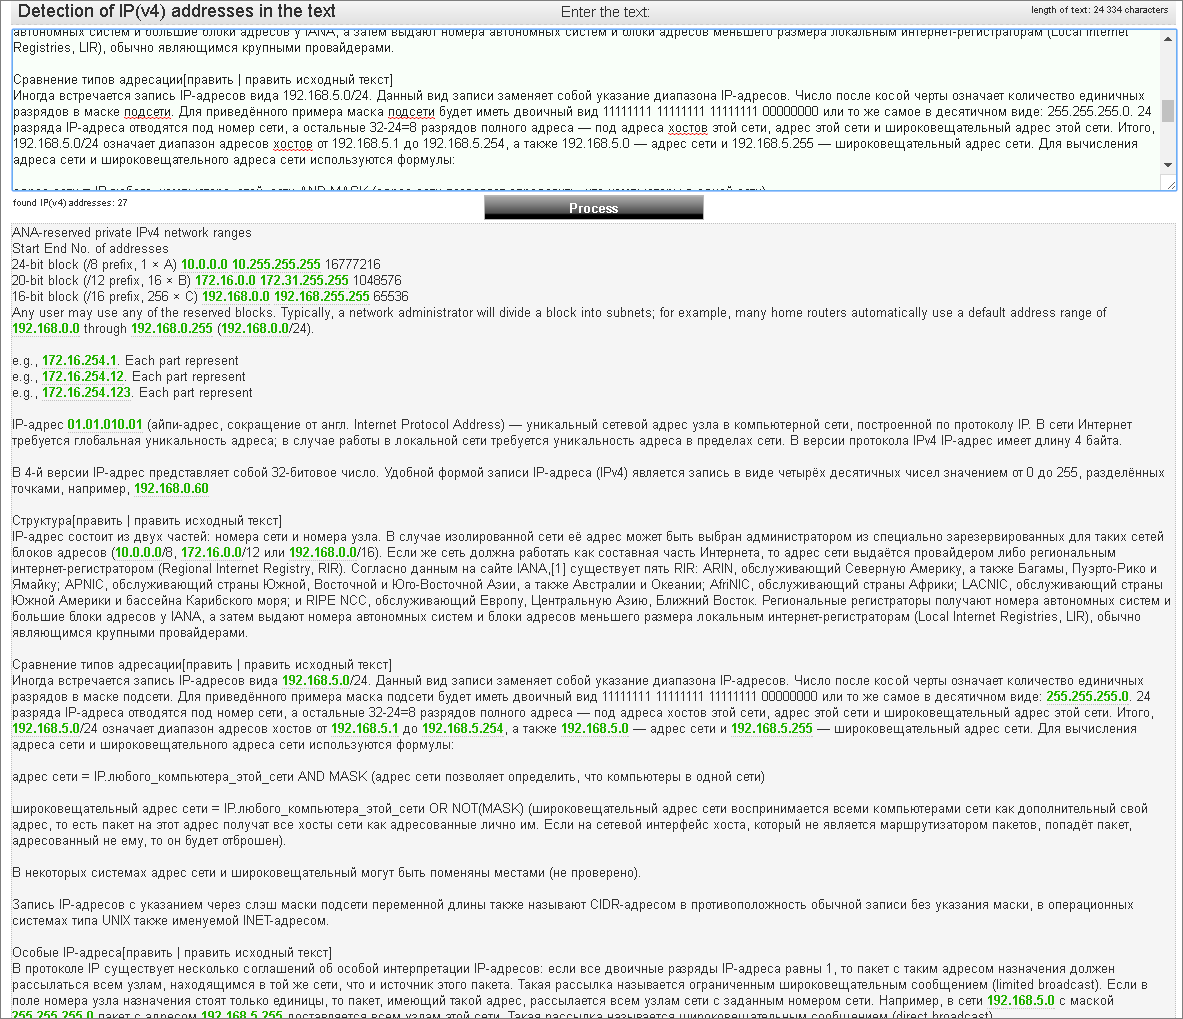 Detection of IP(v4) addresses in the text
Enter the text:
length of text: 24 334 characters
автономных систем и большие блоки адресов у IANA, а затем выдают номера автономных систем и блоки адресов меньшего размера локальным интернет-регистраторам (Local Internet
Registries, LIR), обычно являющимся крупными провайдерами.
Сравнение типов адресации[править | править исходный текст]
Иногда встречается запись IP-адресов вида 192.168.5.0/24. Данный вид записи заменяет собой указание диапазона IP-адресов. Число после косой черты означает количество единичных
разрядов в маске подсети. Для приведённого примера маска подсети будет иметь двоичный вид 11111111 11111111 11111111 00000000 или то же самое в десятичном виде: 255.255.255.0. 24
разряда IP-адреса отводятся под номер сети, а остальные 32-24=8 разрядов полного адреса — под адреса хостов этой сети, адрес этой сети и широковещательный адрес этой сети. Итого,
192.168.5.0/24 означает диапазон адресов хостов от 192.168.5.1 до 192.168.5.254, а также 192.168.5.0 — адрес сети и 192.168.5.255 — широковещательный адрес сети. Для вычисления
адреса сети и широковещательного адреса сети используются формулы:
адрес сети = IP.любого_компьютера_этой_сети AND MASK (адрес сети позволяет определить, что компьютеры в одной сети)
found IP(v4) addresses: 27
Process
ANA-reserved private IPv4 network ranges
Start End No. of addresses
24-bit block (/8 prefix, 1 × A) 10.0.0.0 10.255.255.255 16777216
20-bit block (/12 prefix, 16 × B) 172.16.0.0 172.31.255.255 1048576
16-bit block (/16 prefix, 256 × C) 192.168.0.0 192.168.255.255 65536
Any user may use any of the reserved blocks. Typically, a network administrator will divide a block into subnets; for example, many home routers automatically use a default address range of
192.168.0.0 through 192.168.0.255 (192.168.0.0/24).
e.g., 172.16.254.1. Each part represent
e.g., 172.16.254.12. Each part represent
e.g., 172.16.254.123. Each part represent
IP-адрес 01.01.010.01 (айпи-адрес, сокращение от англ. Internet Protocol Address) — уникальный сетевой адрес узла в компьютерной сети, построенной по протоколу IP. В сети Интернет
требуется глобальная уникальность адреса; в случае работы в локальной сети требуется уникальность адреса в пределах сети. В версии протокола IPv4 IP-адрес имеет длину 4 байта.
В 4-й версии IP-адрес представляет собой 32-битовое число. Удобной формой записи IP-адреса (IPv4) является запись в виде четырёх десятичных чисел значением от 0 до 255, разделённых
точками, например, 192.168.0.60
Структура[править | править исходный текст]
IP-адрес состоит из двух частей: номера сети и номера узла. В случае изолированной сети её адрес может быть выбран администратором из специально зарезервированных для таких сетей
блоков адресов (10.0.0.0/8, 172.16.0.0/12 или 192.168.0.0/16). Если же сеть должна работать как составная часть Интернета, то адрес сети выдаётся провайдером либо региональным
интернет-регистратором (Regional Internet Registry, RIR). Согласно данным на сайте IANA,[1] существует пять RIR: ARIN, обслуживающий Северную Америку, а также Багамы, Пуэрто-Рико и
Ямайку; APNIC, обслуживающий страны Южной, Восточной и Юго-Восточной Азии, а также Австралии и Океании; AfriNIC, обслуживающий страны Африки; LACNIC, обслуживающий страны
Южной Америки и бассейна Карибского моря; и RIPE NCC, обслуживающий Европу, Центральную Азию, Ближний Восток. Региональные регистраторы получают номера автономных систем и
большие блоки адресов у IANA, а затем выдают номера автономных систем и блоки адресов меньшего размера локальным интернет-регистраторам (Local Internet Registries, LIR), обычно
являющимся крупными провайдерами.
Сравнение типов адресации[править | править исходный текст]
Иногда встречается запись IP-адресов вида 192.168.5.0/24. Данный вид записи заменяет собой указание диапазона IP-адресов. Число после косой черты означает количество единичных
разрядов в маске подсети. Для приведённого примера маска подсети будет иметь двоичный вид 11111111 11111111 11111111 00000000 или то же самое в десятичном виде: 255.255.255.0. 24
разряда IP-адреса отводятся под номер сети, а остальные 32-24=8 разрядов полного адреса — под адреса хостов этой сети, адрес этой сети и широковещательный адрес этой сети. Итого,
192.168.5.0/24 означает диапазон адресов хостов от 192.168.5.1 до 192.168.5.254, а также 192.168.5.0 — адрес сети и 192.168.5.255 — широковещательный адрес сети. Для вычисления
адреса сети и широковещательного адреса сети используются формулы:
адрес сети = IP.любого_компьютера_этой_сети AND MASK (адрес сети позволяет определить, что компьютеры в одной сети)
широковещательный адрес сети = IP.любого_компьютера_этой_сети OR NOT(MASK) (широковещательный адрес сети воспринимается всеми компьютерами сети как дополнительный свой
адрес, то есть пакет на этот адрес получат все хосты сети как адресованные лично им. Если на сетевой интерфейс хоста, который не является маршрутизатором пакетов, попадёт пакет,
адресованный не ему, то он будет отброшен).
В некоторых системах адрес сети и широковещательный могут быть поменяны местами (не проверено).
Запись IP-адресов с указанием через слэш маски подсети переменной длины также называют CIDR-адресом в противоположность обычной записи без указания маски, в операционных
системах типа UNIX также именуемой INET-адресом.
Особые IP-адреса[править | править исходный текст]
В протоколе IP существует несколько соглашений об особой интерпретации IP-адресов: если все двоичные разряды IP-адреса равны 1, то пакет с таким адресом назначения должен
рассылаться всем узлам, находящимся в той же сети, что и источник этого пакета. Такая рассылка называется ограниченным широковещательным сообщением (limited broadcast). Если в
поле номера узла назначения стоят только единицы, то пакет, имеющий такой адрес, рассылается всем узлам сети с заданным номером сети. Например, в сети 192.168.5.0 с маской
255.255.255.0 пакет с адресом 192.168.5.255 доставляется всем узлам этой сети. Такая рассылка называется широковещательным сообщением (direct broadcast)